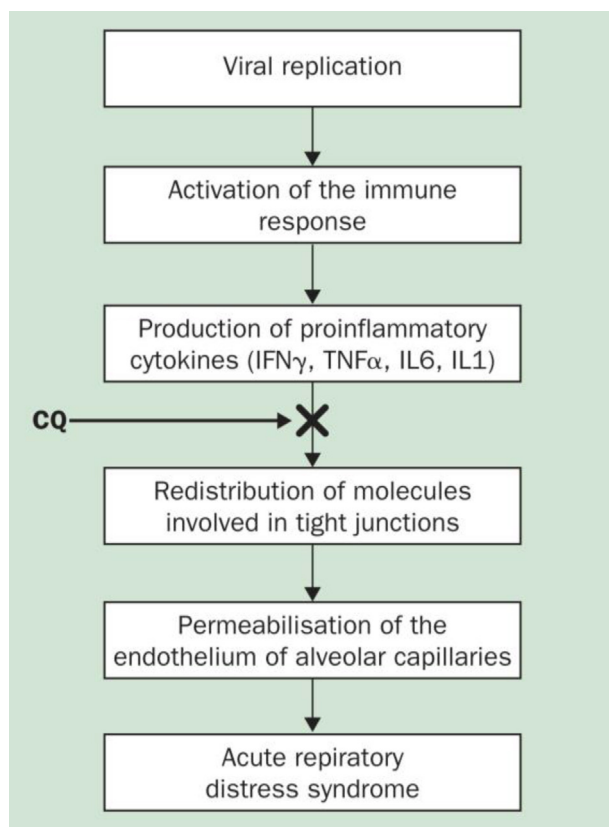 Viral replication
Activation of the immune
response
Production of proinflammatory
cytokines (IFNγ, TNFα, IL6, IL1)
CQ
Redistribution of molecules
involved in tight junctions
Permeabilisation of the
endothelium of alveolar capillaries
Acute repiratory
distress syndrome